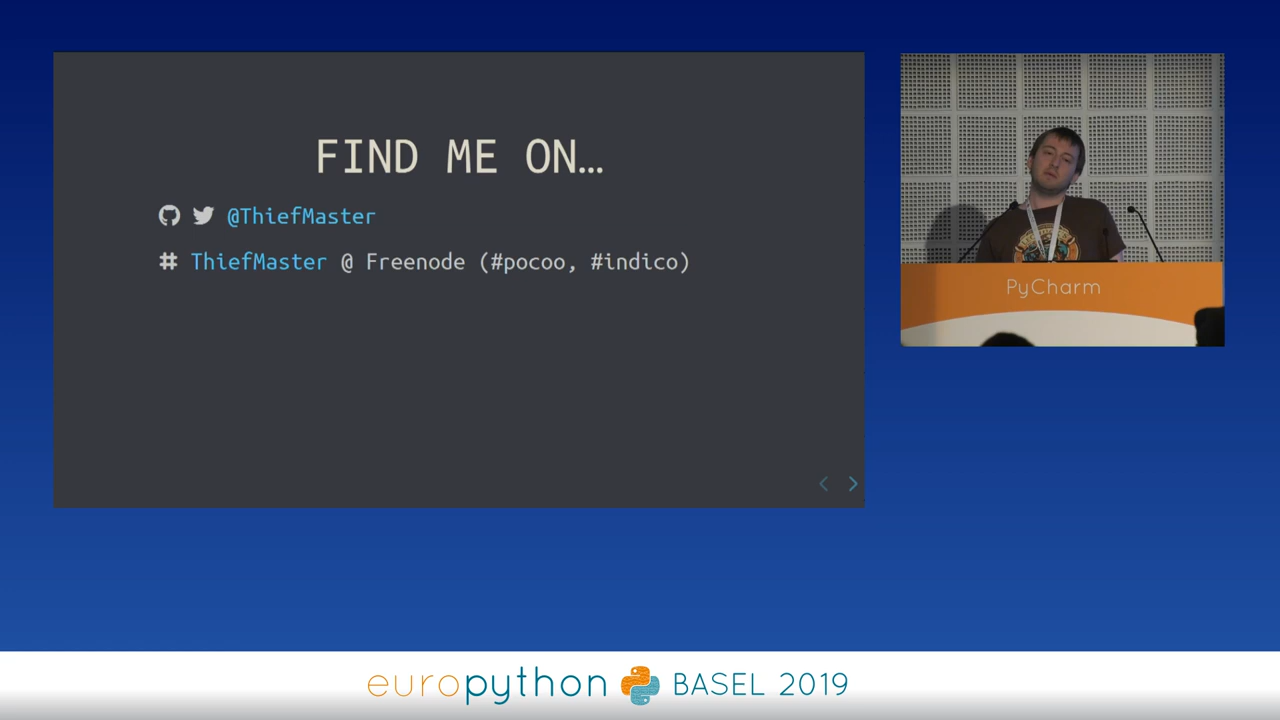 FIND ME ON…
@ThiefMaster
# ThiefMaster @ Freenode (#pocoo, #indico)
PyCharm
europython BASEL 2019